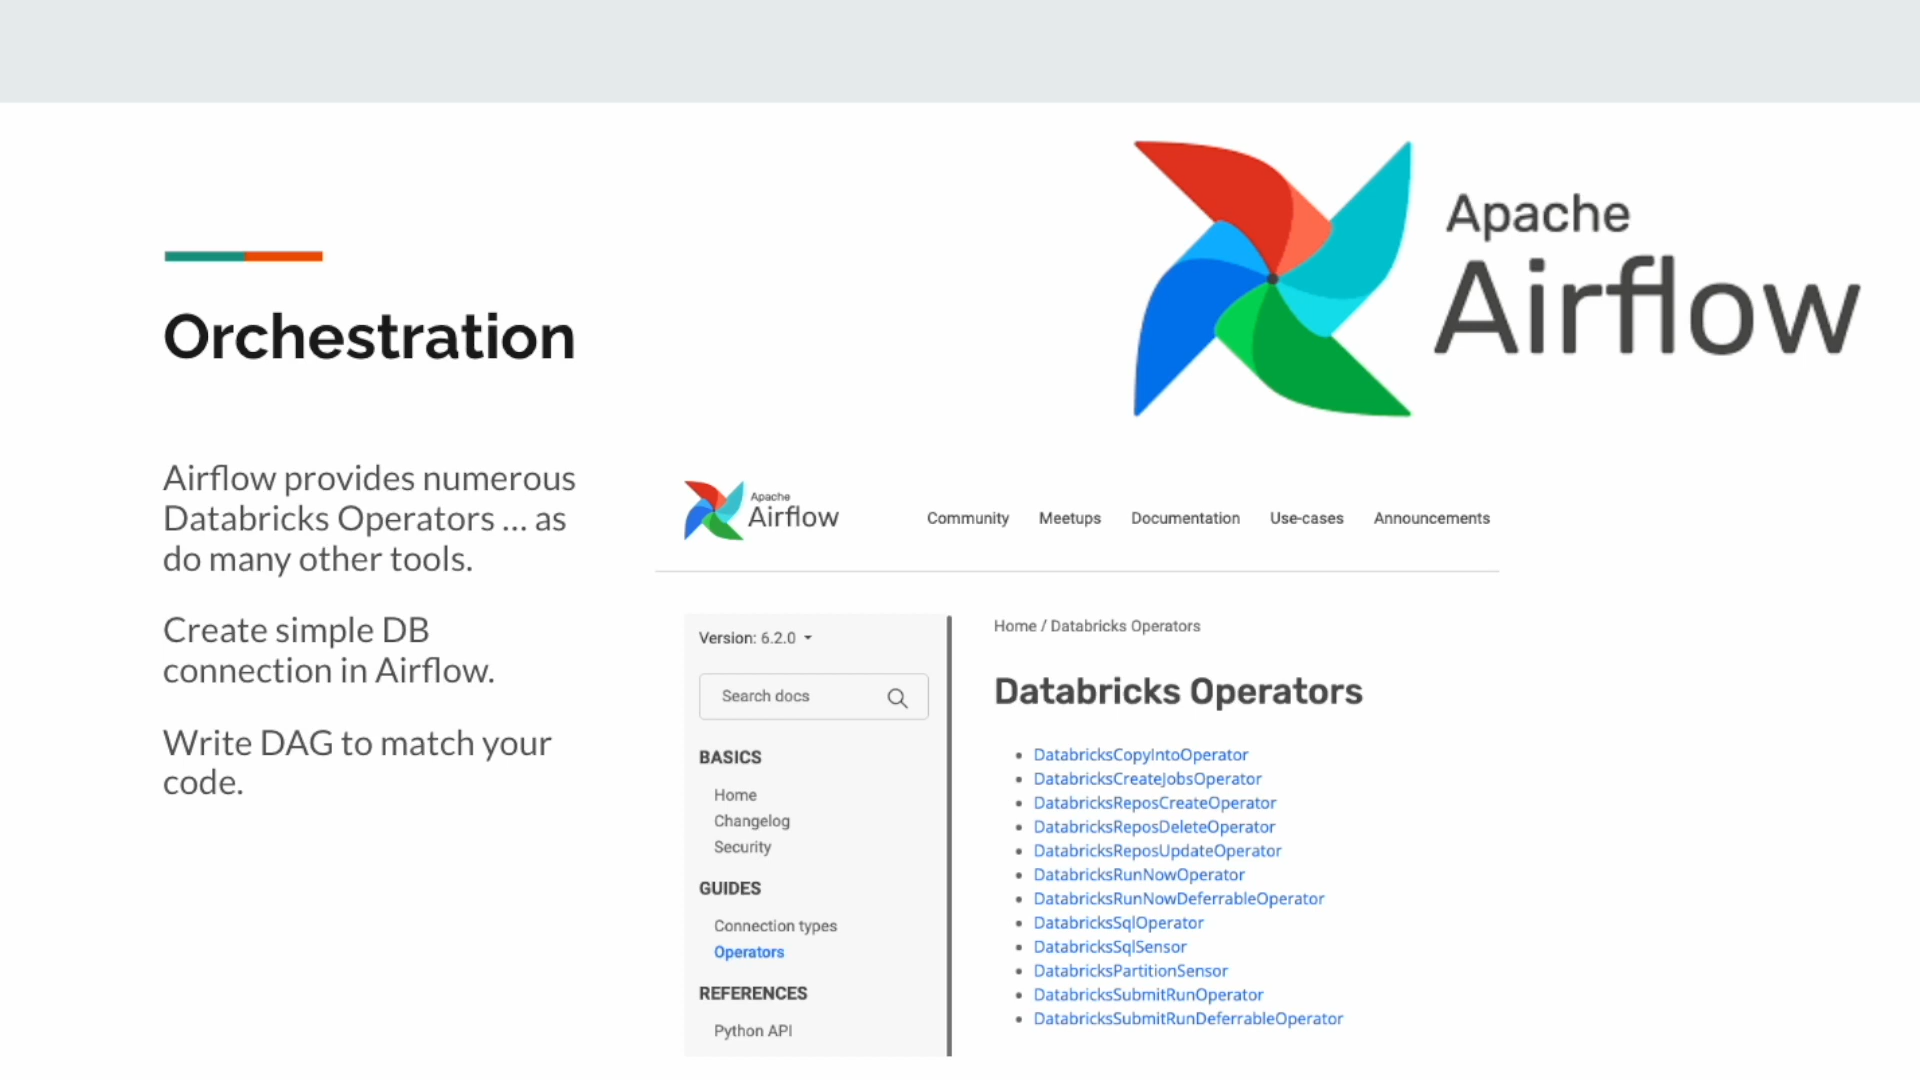 Apache
Airflow
Orchestration
Airflow provides numerous
Databricks Operators ... as
do many other tools.
Create simple DB
connection in Airflow.
Write DAG to match your
code.
Apache
Airflow
Community Meetups Documentation Use-cases Announcements
Version: 6.2.0
Search docs
BASICS
Home
Changelog
Security
GUIDES
Connection types
Operators
REFERENCES
Python API
Home / Databricks Operators
Databricks Operators
• DatabricksCopyIntoOperator
• DatabricksCreateJobsOperator
• DatabricksReposCreateOperator
• DatabricksReposDeleteOperator
• DatabricksReposUpdateOperator
• DatabricksRunNowOperator
• DatabricksRunNowDeferrableOperator
• DatabricksSqlOperator
• DatabricksSqlSensor
• DatabricksPartitionSensor
• DatabricksSubmitRunOperator
• DatabricksSubmitRunDeferrableOperator